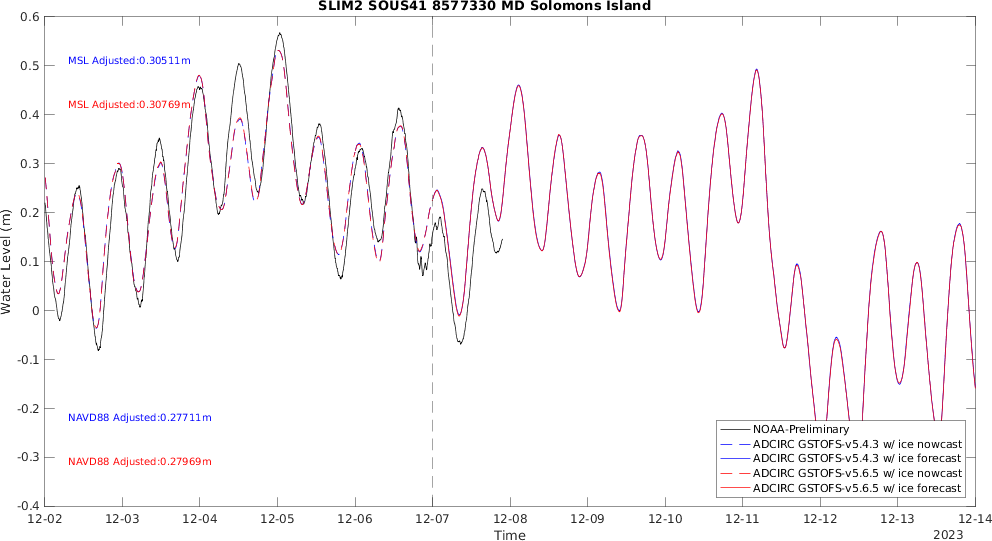 SLIM2 SOUS41 8577330 MD Solomons Island
0.6
0.5
0.4
0.3
0.2
0.1
0
-0.1
-0.2
-0.3
-0.4
Water Level (m)
MSL Adjusted:0.30511m
MSL Adjusted:0.30769m
NAVD88 Adjusted:0.27711m
NAVD88 Adjusted:0.27969m
NOAA-Preliminary
ADCIRC GSTOFS-v5.4.3 w/ ice nowcast
ADCIRC GSTOFS-v5.4.3 w/ ice forecast
ADCIRC GSTOFS-v5.6.5 w/ ice nowcast
ADCIRC GSTOFS-v5.6.5 w/ ice forecast
12-02 12-03 12-04 12-05 12-06 12-07 12-08 12-09 12-10 12-11 12-12 12-13 12-14
Time
2023